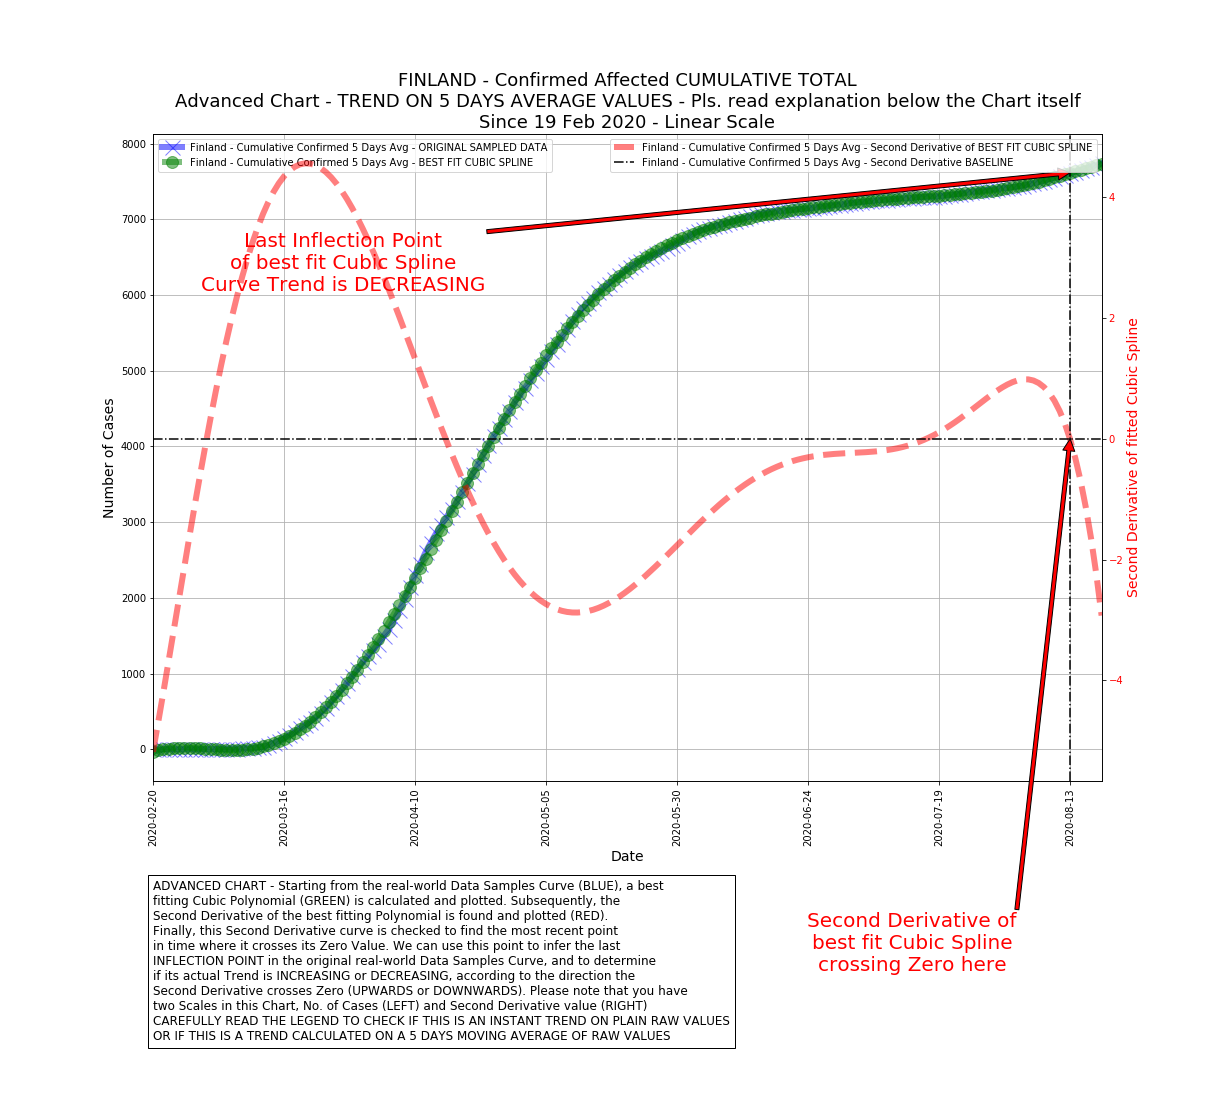 FINLAND - Confirmed Affected CUMULATIVE TOTAL
Advanced Chart - TREND ON 5 DAYS AVERAGE VALUES - Pls. read explanation below the Chart itself
Since 19 Feb 2020 - Linear Scale
Finland - Cumulative Confirmed 5 Days Avg - ORIGINAL SAMPLED DATA
Finland - Cumulative Confirmed 5 Days Avg - BEST FIT CUBIC SPLINE
Finland - Cumulative Confirmed 5 Days Avg - Second Derivative of BEST FIT CUBIC SPLINE
Finland - Cumulative Confirmed 5 Days Avg - Second Derivative BASELINE
Last Inflection Point
of best fit Cubic Spline
Curve Trend is DECREASING
Number of Cases
8000
7000
6000
5000
4000
3000
2000
1000
0
4
2
0
−2
−4
Second Derivative of fitted Cubic Spline
2020-02-20
2020-03-16
2020-04-10
2020-05-05
2020-05-30
2020-06-24
2020-07-19
2020-08-13
Date
ADVANCED CHART - Starting from the real-world Data Samples Curve (BLUE), a best
fitting Cubic Polynomial (GREEN) is calculated and plotted. Subsequently, the
Second Derivative of the best fitting Polynomial is found and plotted (RED).
Finally, this Second Derivative curve is checked to find the most recent point
in time where it crosses its Zero Value. We can use this point to infer the last
INFLECTION POINT in the original real-world Data Samples Curve, and to determine
if its actual Trend is INCREASING or DECREASING, according to the direction the
Second Derivative crosses Zero (UPWARDS or DOWNWARDS). Please note that you have
two Scales in this Chart, No. of Cases (LEFT) and Second Derivative value (RIGHT)
CAREFULLY READ THE LEGEND TO CHECK IF THIS IS AN INSTANT TREND ON PLAIN RAW VALUES
OR IF THIS IS A TREND CALCULATED ON A 5 DAYS MOVING AVERAGE OF RAW VALUES
Second Derivative of
best fit Cubic Spline
crossing Zero here